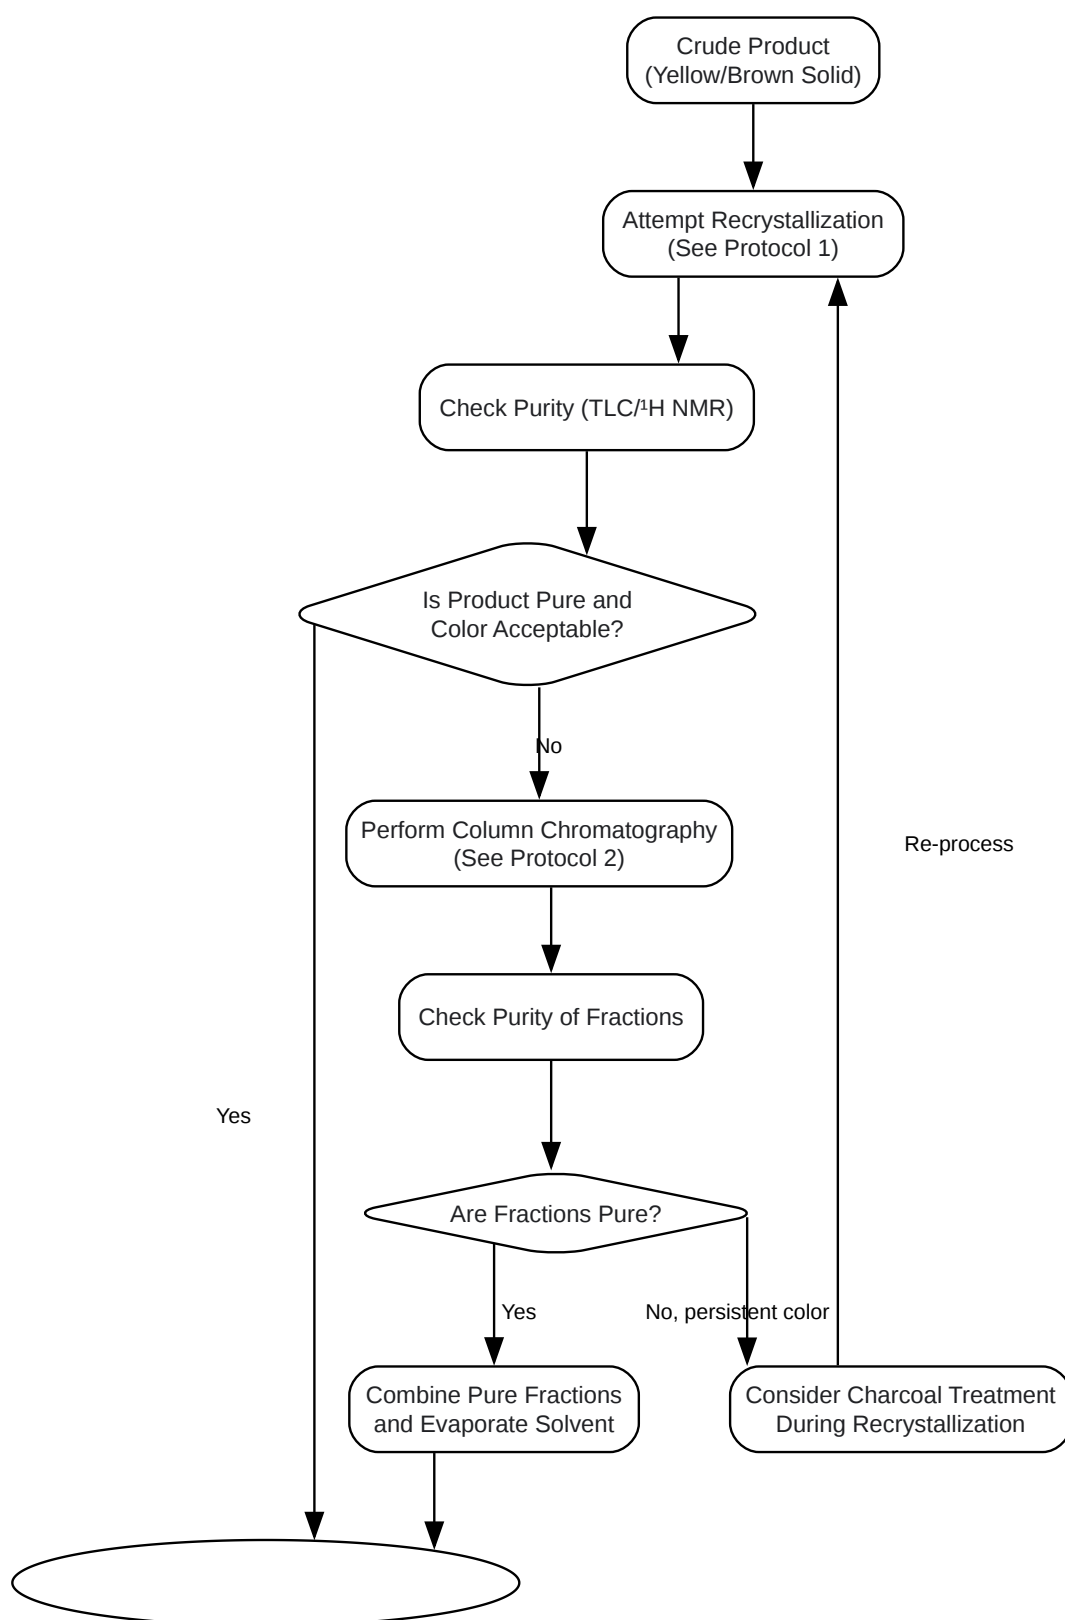 Crude Product
(Yellow/Brown Solid)
Attempt Recrystallization
(See Protocol 1)
Check Purity (TLC/¹H NMR)
Is Product Pure and
Color Acceptable?
No
Perform Column Chromatography
(See Protocol 2)
Re-process
Check Purity of Fractions
Yes
Are Fractions Pure?
Yes
No, persistent color
Combine Pure Fractions
and Evaporate Solvent
Consider Charcoal Treatment
During Recrystallization